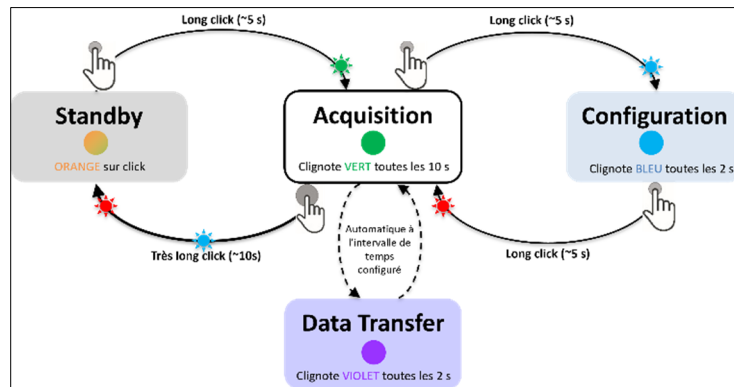 Long click (~5 s)
Long click (~5 s)
Standby
ORANGE sur click
Acquisition
Clignote VERT toutes les 10 s
Configuration
Clignote BLEU toutes les 2 s
Très long click (~10s)
Automatique à
l'intervalle de
temps
configuré
Long click (~5 s)
Data Transfer
Clignote VIOLET toutes les 2 s